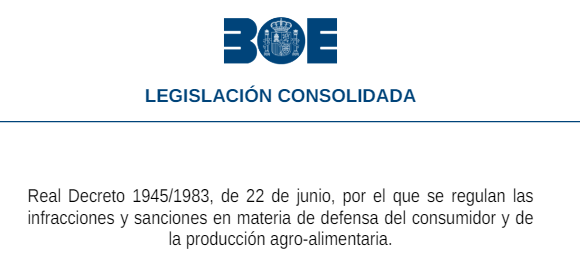 BOE
LEGISLACIÓN CONSOLIDADA
Real Decreto 1945/1983, de 22 de junio, por el que se regulan las
infracciones y sanciones en materia de defensa del consumidor y de
la producción agro-alimentaria.